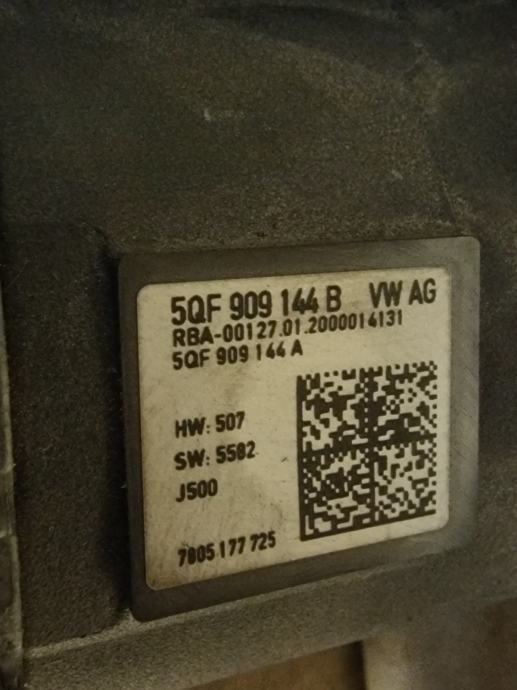 5QF 909 144 B VW AG
RBA-00127.01.2000014131
5QF 909 144 A
HW: 507
SW: 5582
J500
7805 177 725